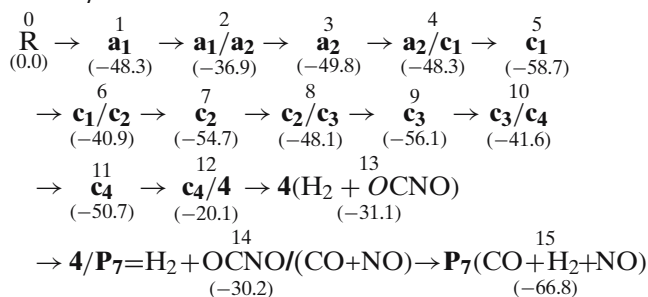 0 1 2 3 4 5
R → a₁ → a₁/a₂ → a₂ → a₂/c₁ → c₁
(0.0) (−48.3) (−36.9) (−49.8) (−48.3) (−58.7)
6 7 8 9 10
→ c₁/c₂ → c₂ → c₂/c₃ → c₃ → c₃/c₄
(−40.9) (−54.7) (−48.1) (−56.1) (−41.6)
11 12 13
→ c₄ → c₄/4 → 4(H₂ + OCNO)
(−50.7) (−20.1) (−31.1)
14 15
→ 4/P₇=H₂ + OCNO/(CO+NO) → P₇(CO+H₂+NO)
(−30.2) (−66.8)